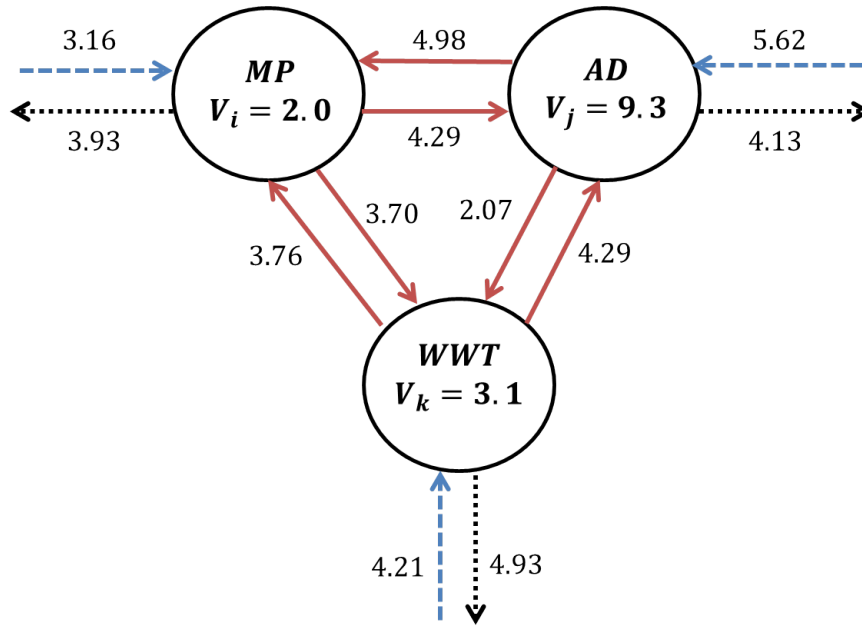 3.16
4.98
5.62
MP
V_i = 2.0
AD
V_j = 9.3
3.93
4.29
4.13
3.70
2.07
3.76
4.29
WWT
V_k = 3.1
4.21
4.93